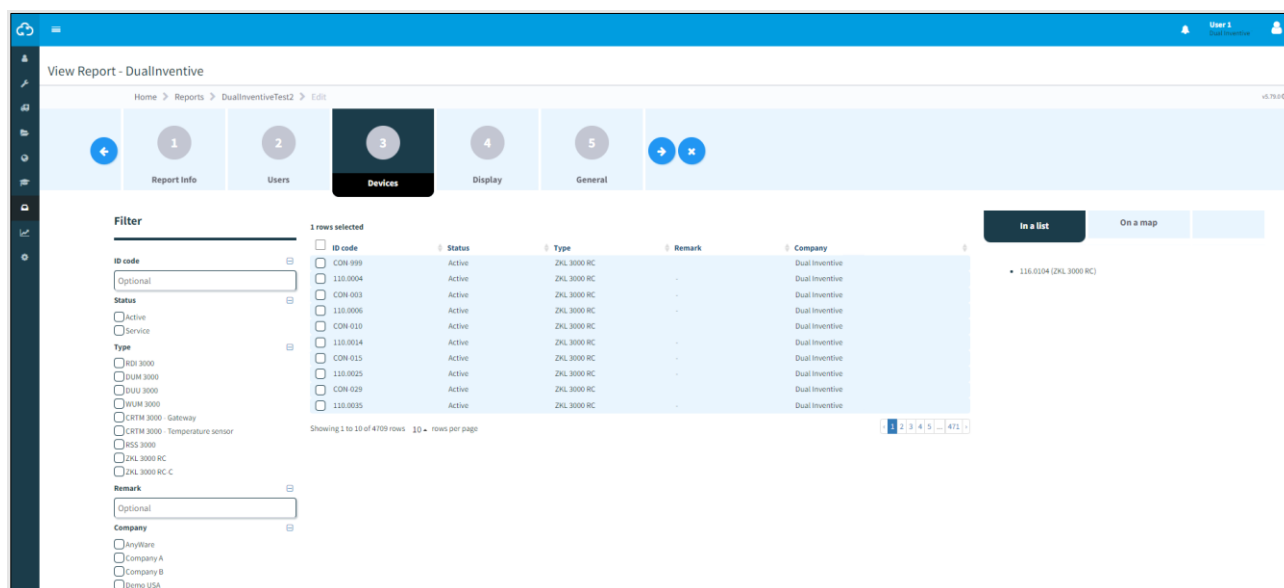 User 1
Dual Inventive
View Report - DualInventive
Home > Reports > DualInventiveTest2 > Edit
1 2 3 4 5
Report Info Users Devices Display General
Filter
In a list On a map
1 rows selected
ID code Status Type Remark Company
ID code
Optional
Status
Active
Service
Type
RDI 3000
DUM 3000
DUU 3000
WUM 3000
CRTM 3000 - Gateway
CRTM 3000 - Temperature sensor
RSS 3000
ZKL 3000 RC
ZKL 3000 RC-C
Remark
Optional
Company
AnyWare
Company A
Company B
Demo USA
CON-999 Active ZKL 3000 RC Dual Inventive
110.0004 Active ZKL 3000 RC - Dual Inventive
CON-003 Active ZKL 3000 RC - Dual Inventive
110.0006 Active ZKL 3000 RC - Dual Inventive
CON-010 Active ZKL 3000 RC Dual Inventive
110.0014 Active ZKL 3000 RC - Dual Inventive
CON-015 Active ZKL 3000 RC - Dual Inventive
110.0025 Active ZKL 3000 RC - Dual Inventive
CON-029 Active ZKL 3000 RC Dual Inventive
110.0035 Active ZKL 3000 RC - Dual Inventive
Showing 1 to 10 of 4709 rows 10 rows per page
‹ 1 2 3 4 5 ... 471 ›
• 116.0104 (ZKL 3000 RC)